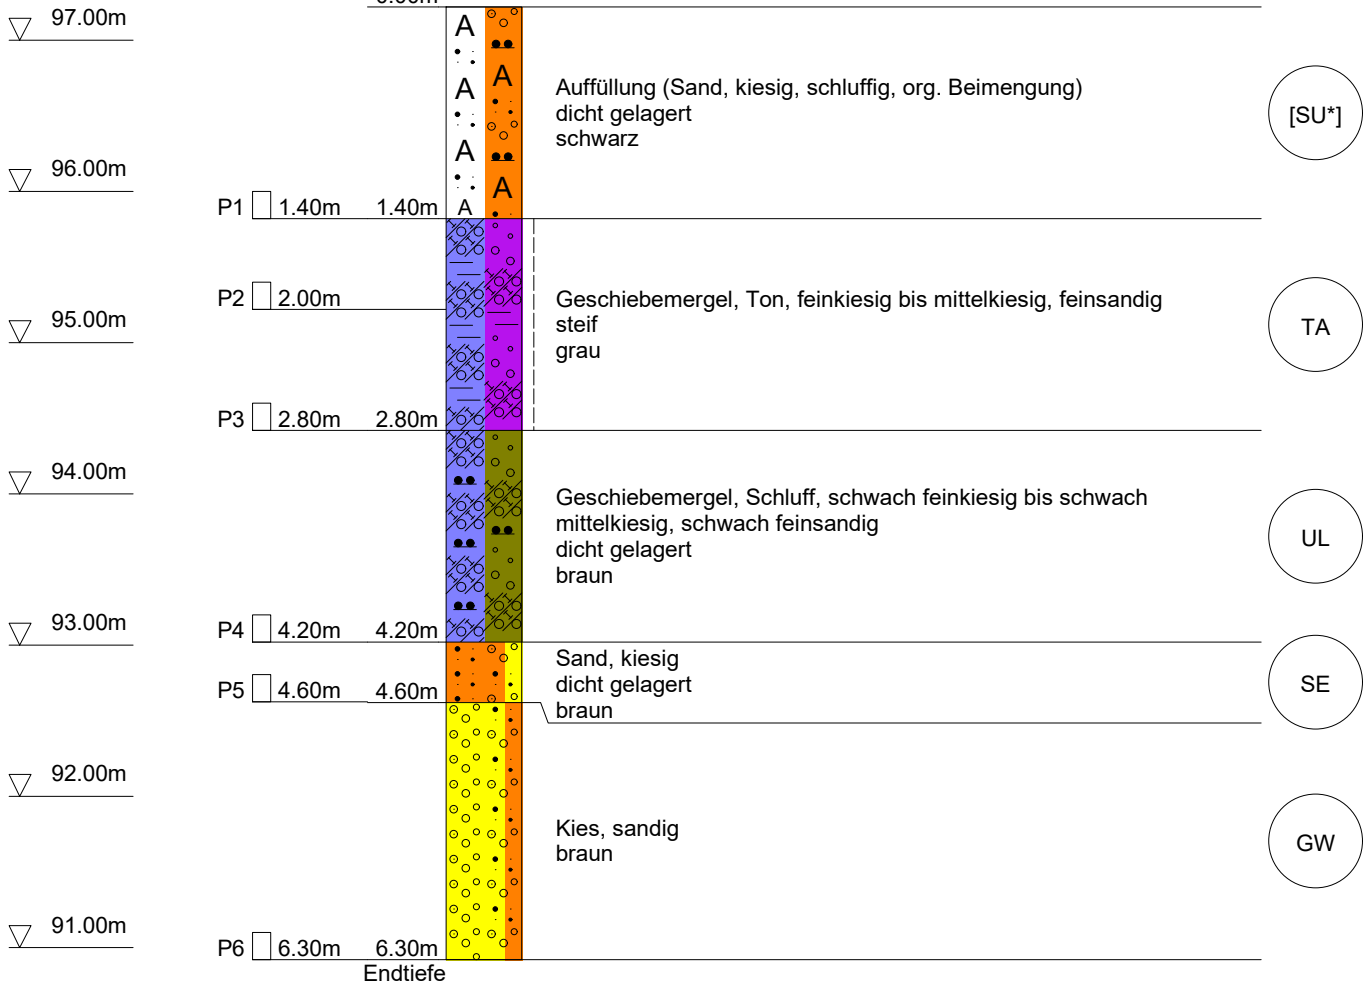 0.00m
97.00m
A
A
A
A
A
A
Auffüllung (Sand, kiesig, schluffig, org. Beimengung)
dicht gelagert
schwarz
[SU*]
96.00m
P1 1.40m 1.40m
P2 2.00m
95.00m
Geschiebemergel, Ton, feinkiesig bis mittelkiesig, feinsandig
steif
grau
TA
P3 2.80m 2.80m
94.00m
Geschiebemergel, Schluff, schwach feinkiesig bis schwach
mittelkiesig, schwach feinsandig
dicht gelagert
braun
UL
93.00m
P4 4.20m 4.20m
Sand, kiesig
dicht gelagert
braun
SE
P5 4.60m 4.60m
92.00m
Kies, sandig
braun
GW
91.00m
P6 6.30m 6.30m
Endtiefe